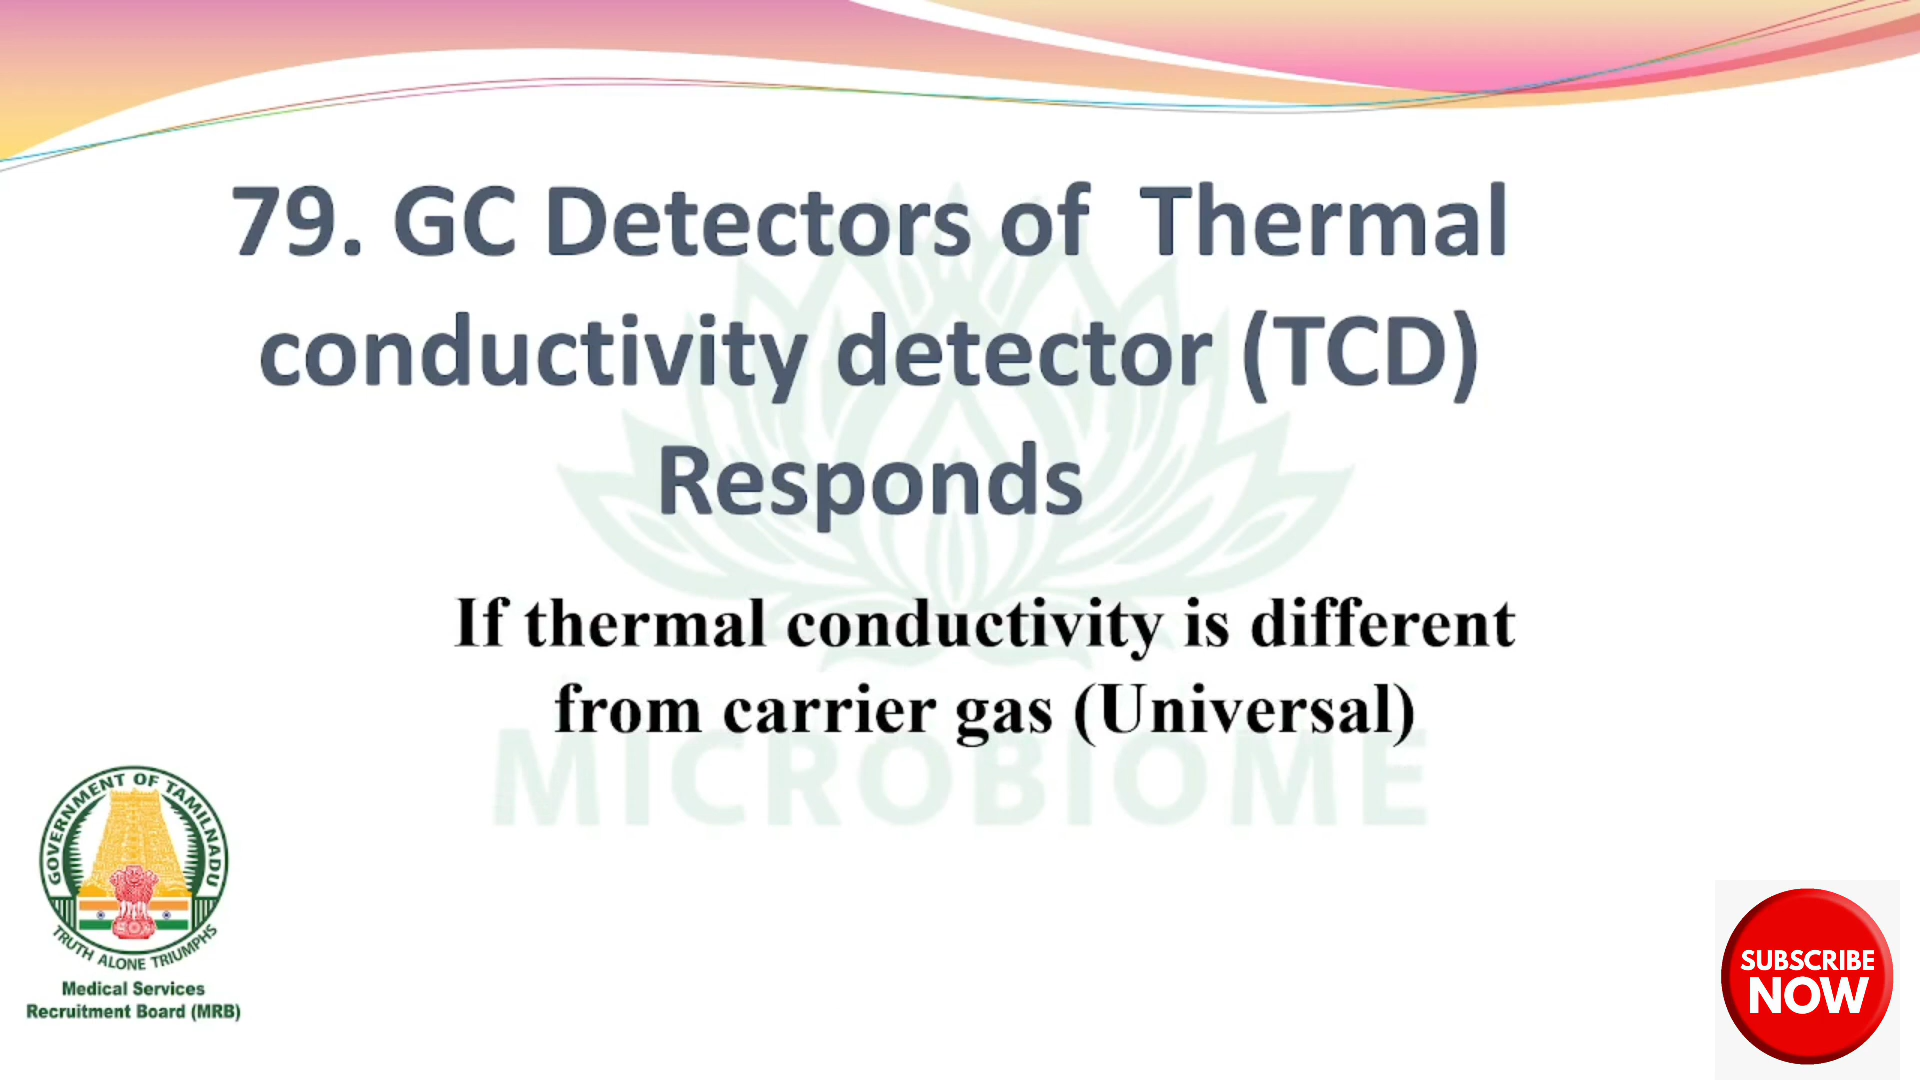 79. GC Detectors of Thermal
conductivity detector (TCD)
Responds
If thermal conductivity is different
from carrier gas (Universal)
MICROBIOME
GOVERNMENT OF TAMILNADU
TRUTH ALONE TRIUMPHS
Medical Services
Recruitment Board (MRB)
SUBSCRIBE
NOW